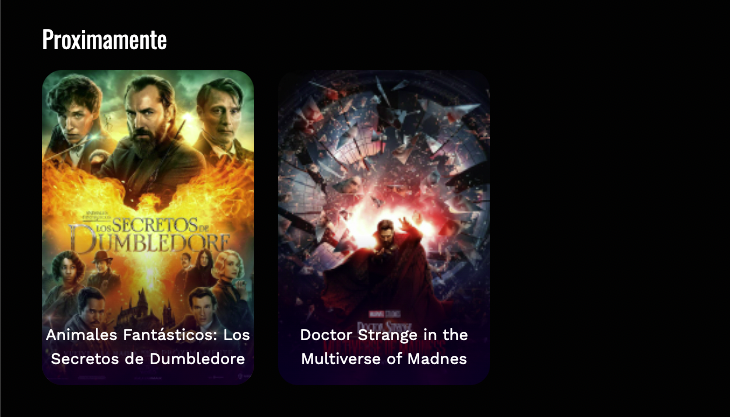 Proximamente
LOS SECRETOS DE
DUMBLEDORE
Animales Fantásticos: Los
Secretos de Dumbledore
MARVEL STUDIOS
DOCTOR STRANGE
Doctor Strange in the
Multiverse of Madnes